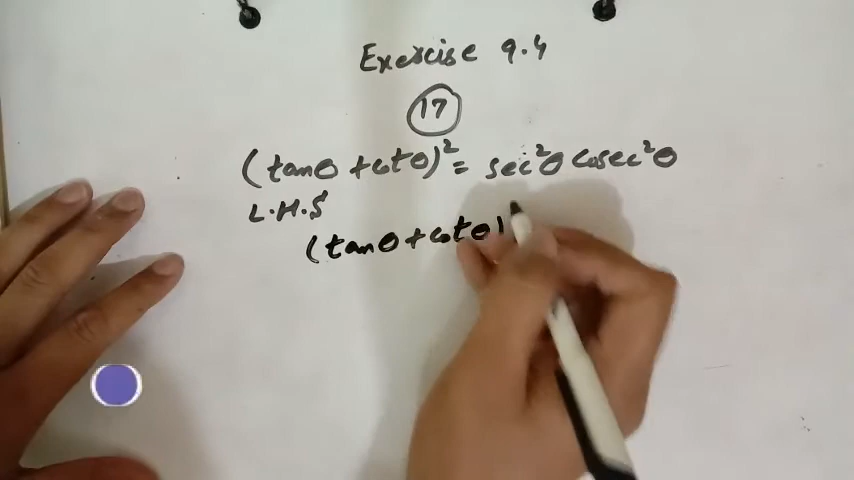 Exercise 9.4
17
(tanθ + cotθ)² = sec²θ cosec²θ
L.H.S
(tanθ + cotθ)